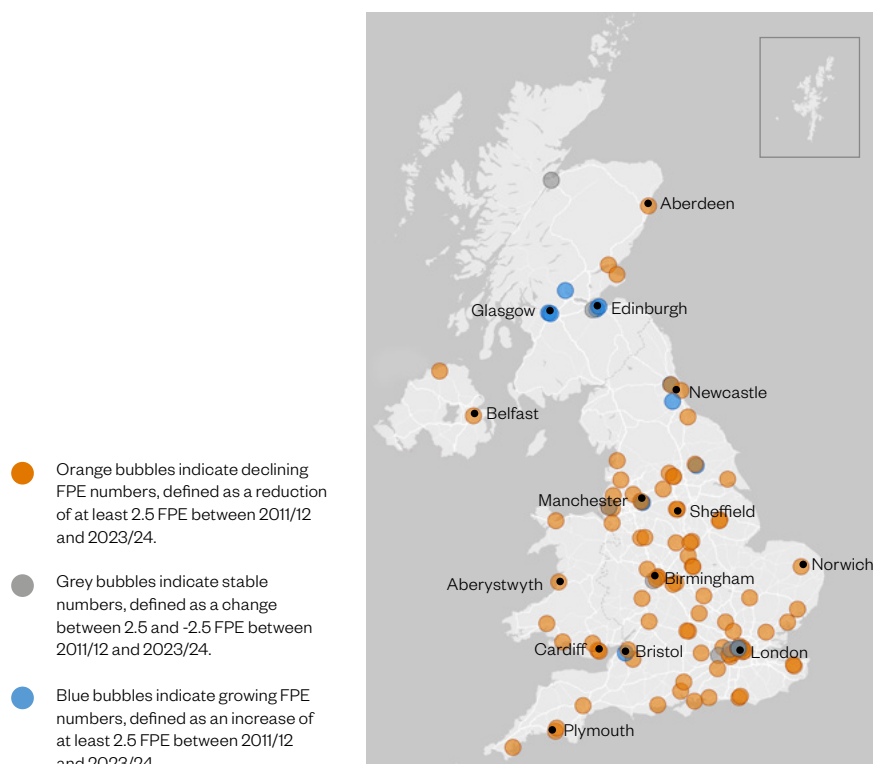 Aberdeen
Glasgow
Edinburgh
Newcastle
Belfast
Manchester
Sheffield
Norwich
Birmingham
Aberystwyth
Cardiff
Bristol
London
Plymouth
Orange bubbles indicate declining
FPE numbers, defined as a reduction
of at least 2.5 FPE between 2011/12
and 2023/24.
Grey bubbles indicate stable
numbers, defined as a change
between 2.5 and -2.5 FPE between
2011/12 and 2023/24.
Blue bubbles indicate growing FPE
numbers, defined as an increase of
at least 2.5 FPE between 2011/12
and 2023/24